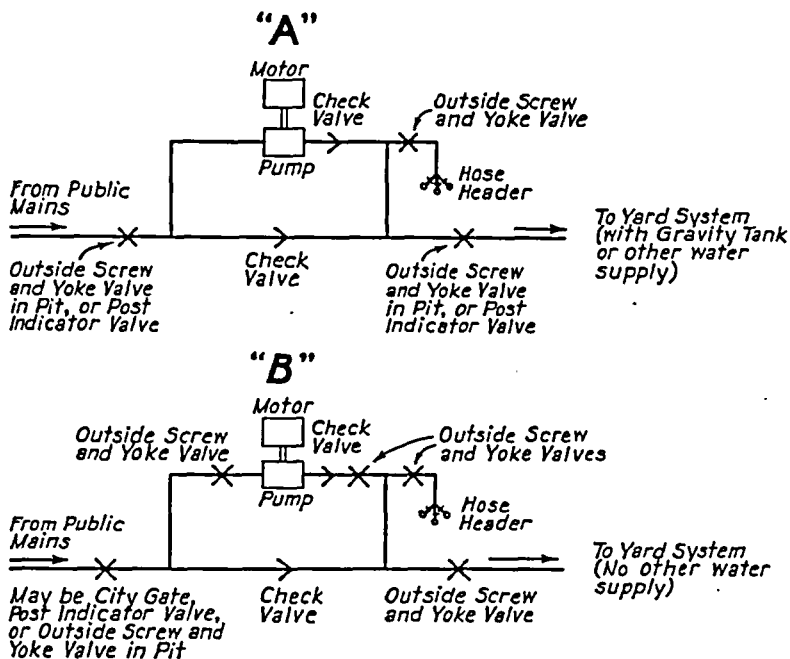 “A”
Motor
Check
Valve
Outside Screw
and Yoke Valve
Pump
Hose
Header
From Public
Mains
To Yard System
(with Gravity Tank
or other water
supply)
Outside Screw
and Yoke Valve
in Pit, or Post
Indicator Valve
Check
Valve
Outside Screw
and Yoke Valve
in Pit, or Post
Indicator Valve
“B”
Motor
Outside Screw
and Yoke Valve
Check
Valve
Outside Screw
and Yoke Valves
Pump
Hose
Header
From Public
Mains
To Yard System
(No other water
supply)
May be City Gate,
Post Indicator Valve,
or Outside Screw and
Yoke Valve in Pit
Check
Valve
Outside Screw
and Yoke Valve